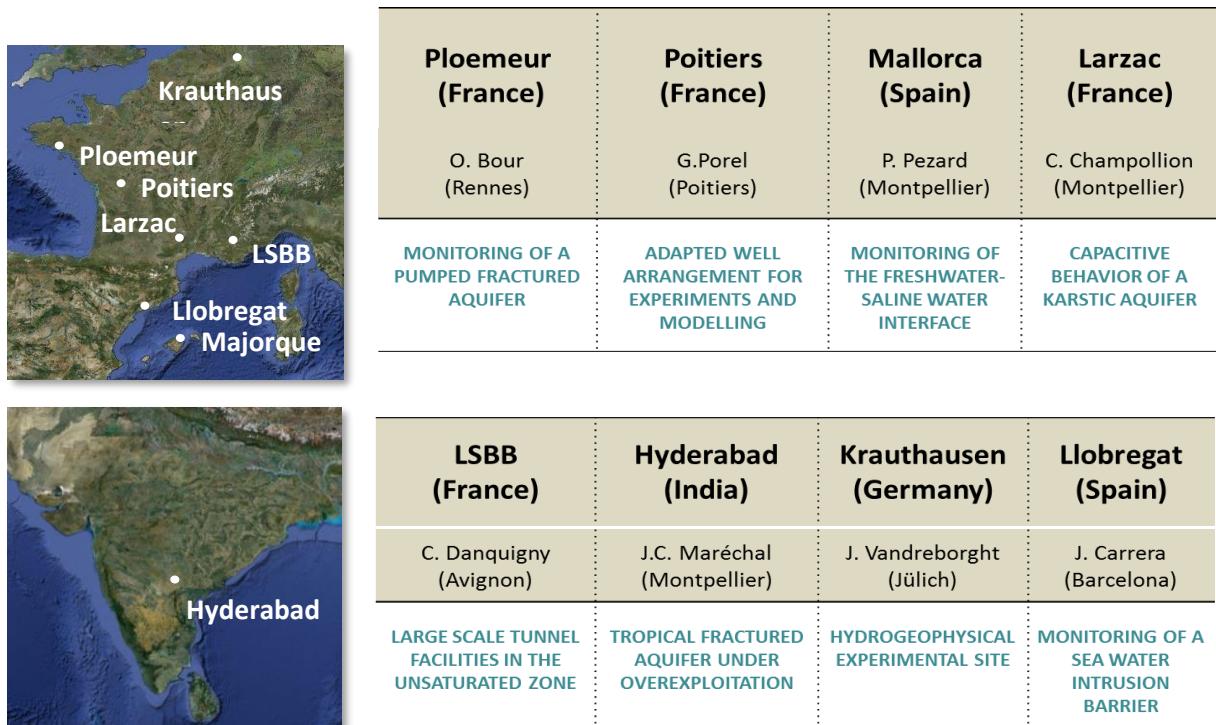 Krauthaus
Ploemeur
Poitiers
Larzac
LSBB
Llobregat
Majorque
Ploemeur
(France)
Poitiers
(France)
Mallorca
(Spain)
Larzac
(France)
O. Bour
(Rennes)
G.Porel
(Poitiers)
P. Pezard
(Montpellier)
C. Champollion
(Montpellier)
MONITORING OF A
PUMPED FRACTURED
AQUIFER
ADAPTED WELL
ARRANGEMENT FOR
EXPERIMENTS AND
MODELLING
MONITORING OF
THE FRESHWATER-
SALINE WATER
INTERFACE
CAPACITIVE
BEHAVIOR OF A
KARSTIC AQUIFER
Hyderabad
LSBB
(France)
Hyderabad
(India)
Krauthausen
(Germany)
Llobregat
(Spain)
C. Danquigny
(Avignon)
J.C. Maréchal
(Montpellier)
J. Vandreborght
(Jülich)
J. Carrera
(Barcelona)
LARGE SCALE TUNNEL
FACILITIES IN THE
UNSATURATED ZONE
TROPICAL FRACTURED
AQUIFER UNDER
OVEREXPLOITATION
HYDROGEOPHYSICAL
EXPERIMENTAL SITE
MONITORING OF A
SEA WATER
INTRUSION
BARRIER